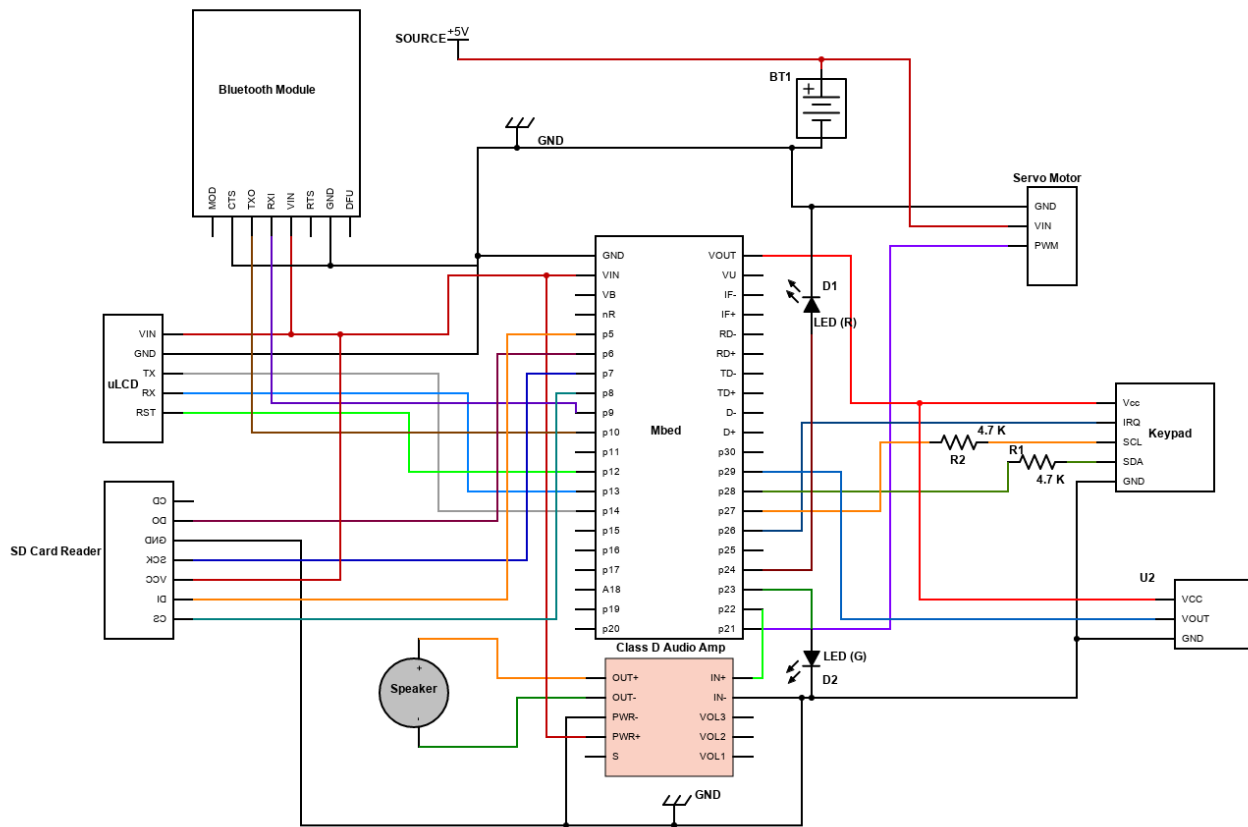 SOURCE
+5V
BT1
+
GND
Bluetooth Module
MOD
CTS
TXO
RXI
VIN
RTS
GND
DFU
Servo Motor
GND
VIN
PWM
Mbed
GND
VIN
VB
nR
p5
p6
p7
p8
p9
p10
p11
p12
p13
p14
p15
p16
p17
A18
p19
p20
VOUT
VU
IF-
IF+
RD-
RD+
TD-
TD+
D-
D+
p30
p29
p28
p27
p26
p25
p24
p23
p22
p21
D1
LED (R)
uLCD
VIN
GND
TX
RX
RST
Keypad
Vcc
IRQ
SCL
SDA
GND
4.7 K
R2
R1
4.7 K
SD Card Reader
CD
DO
GND
SCK
VCC
DI
CS
U2
VCC
VOUT
GND
LED (G)
D2
Class D Audio Amp
OUT+
OUT-
PWR-
PWR+
S
IN+
IN-
VOL3
VOL2
VOL1
Speaker
+
-
GND